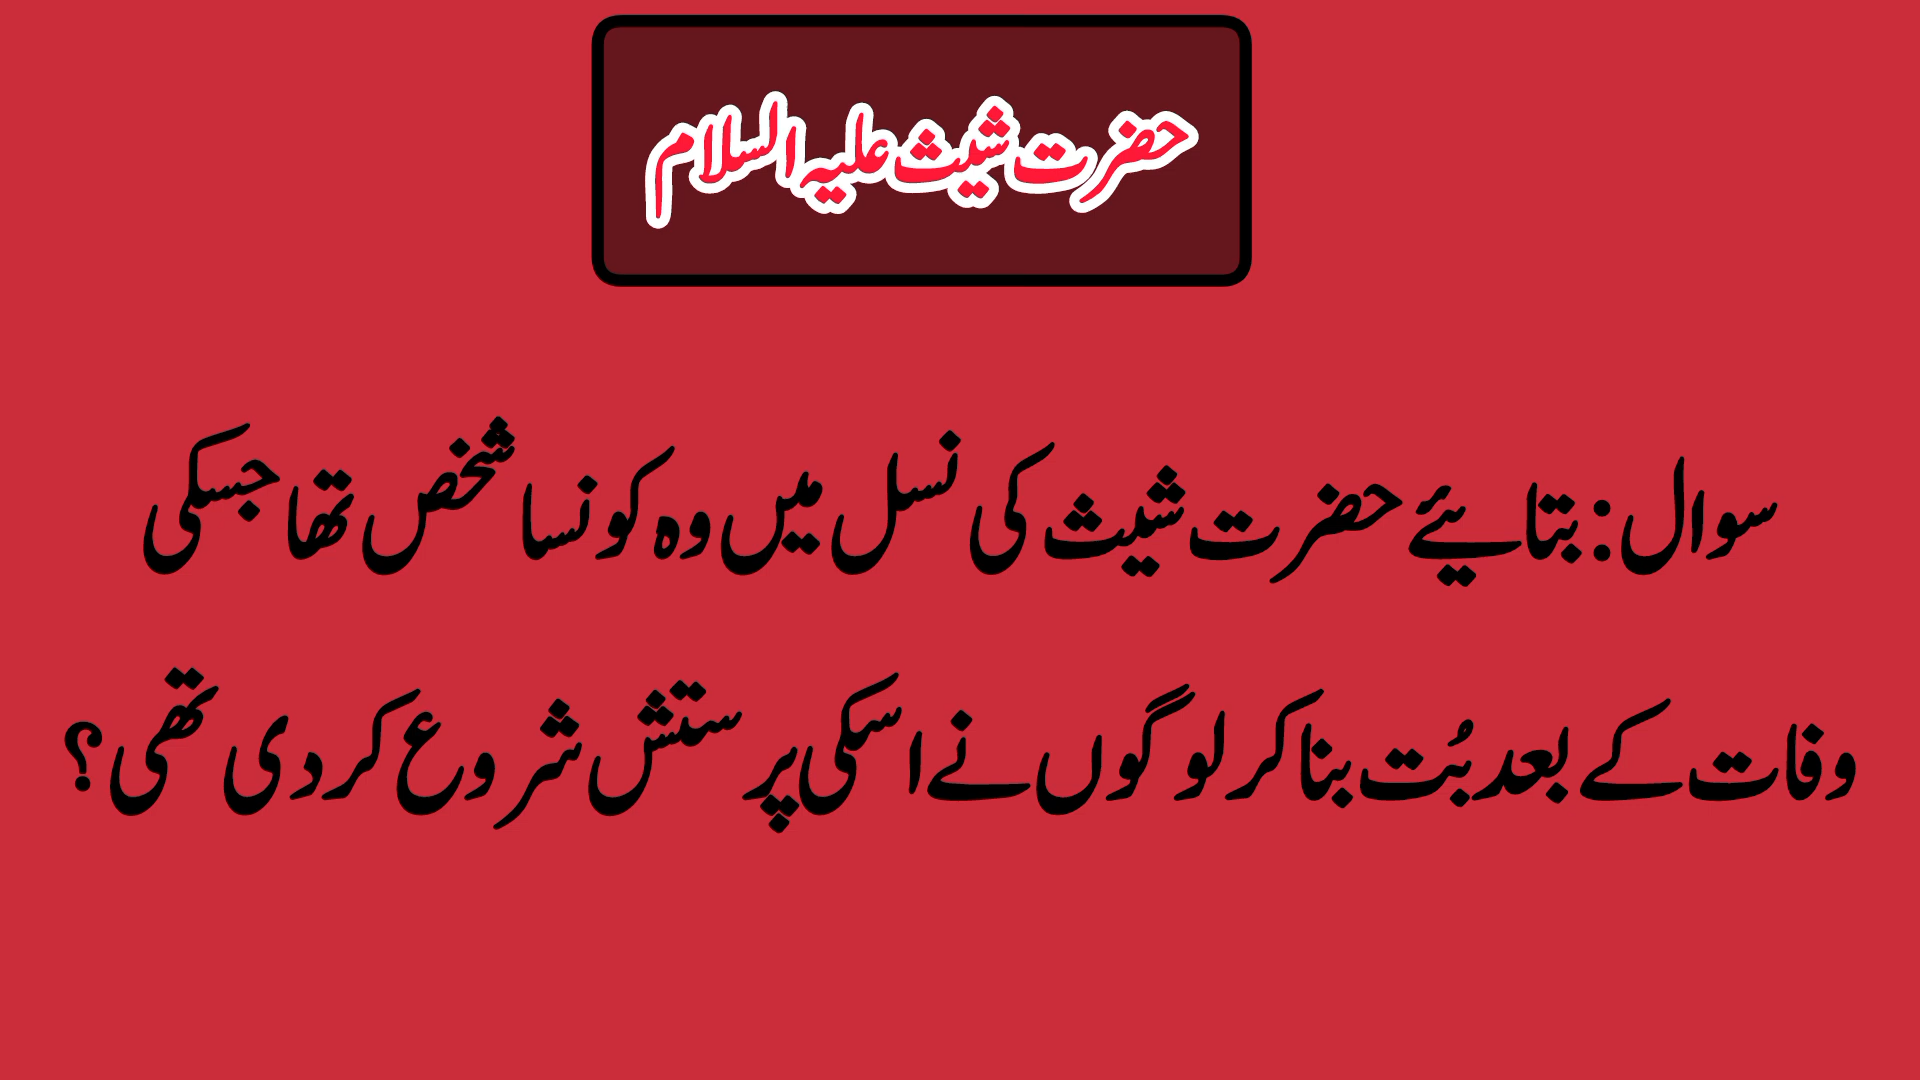 حضرت شیث علیہ السلام
سوال: بتایئے حضرت شیث کی نسل میں وہ کونسا شخص تھا جسکی
وفات کے بعد بُت بنا کر لوگوں نے اسکی پرستش شروع کر دی تھی؟